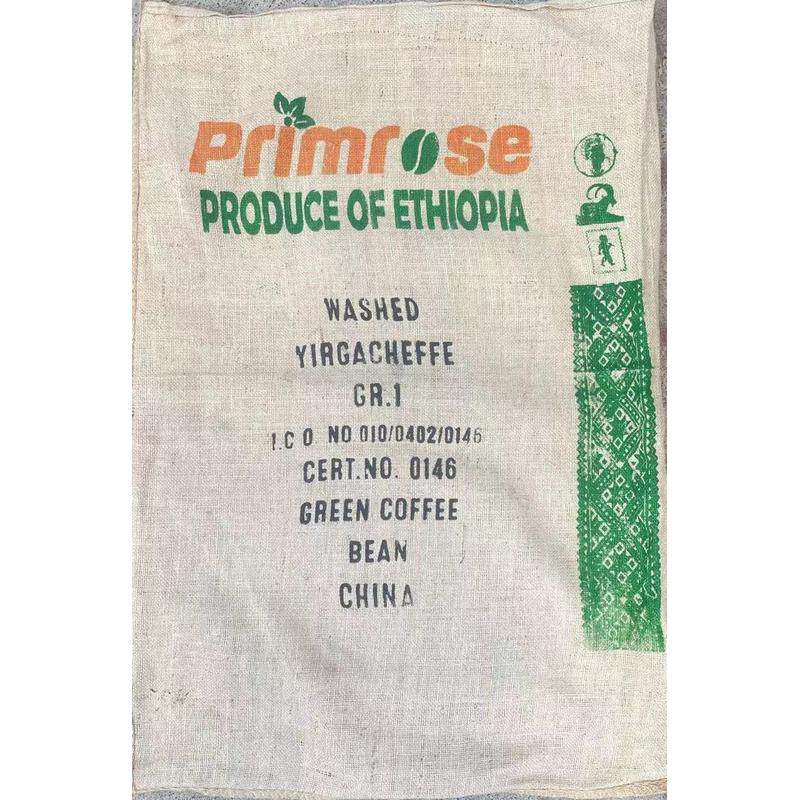 Primrose
PRODUCE OF ETHIOPIA
WASHED
YIRGACHEFFE
GR.1
I.C O NO 010/0402/0146
CERT.NO. 0146
GREEN COFFEE
BEAN
CHINA